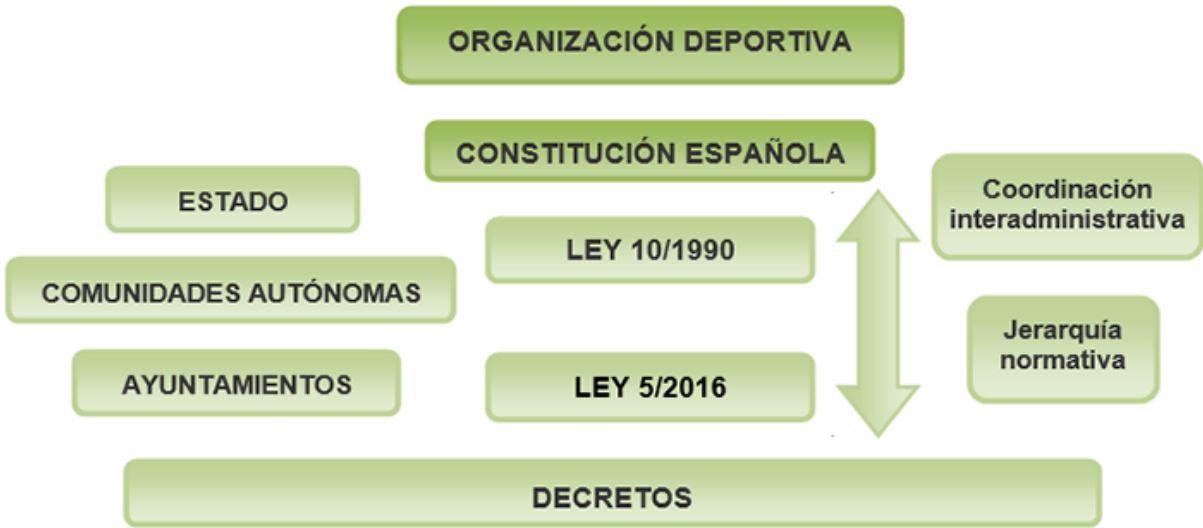 ORGANIZACIÓN DEPORTIVA
CONSTITUCIÓN ESPAÑOLA
ESTADO
COMUNIDADES AUTÓNOMAS
AYUNTAMIENTOS
LEY 10/1990
LEY 5/2016
Coordinación
interadministrativa
Jerarquía
normativa
DECRETOS